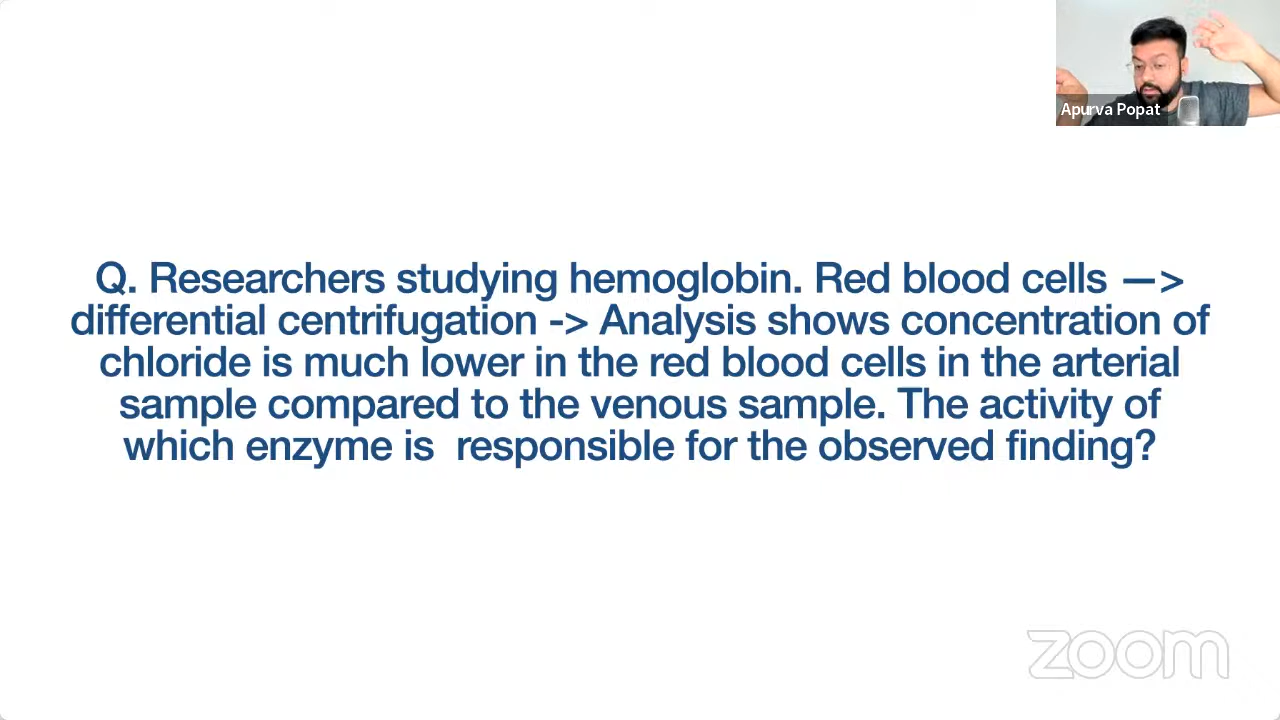 Apurva Popat
Q. Researchers studying hemoglobin. Red blood cells —>
differential centrifugation -> Analysis shows concentration of
chloride is much lower in the red blood cells in the arterial
sample compared to the venous sample. The activity of
which enzyme is  responsible for the observed finding?
zoom